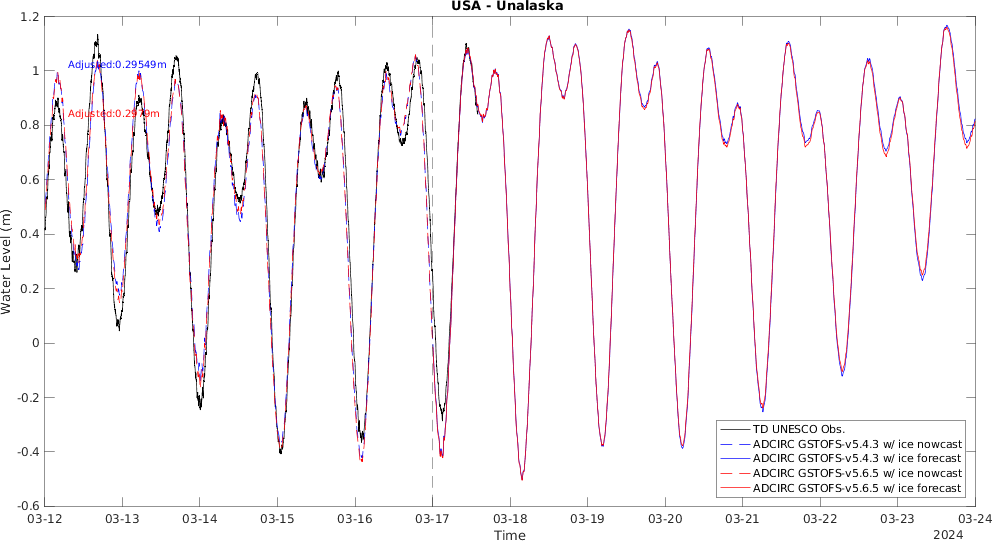 USA - Unalaska
1.2
1
0.8
0.6
0.4
0.2
0
-0.2
-0.4
-0.6
Water Level (m)
Adjusted:0.29549m
Adjusted:0.2979m
TD UNESCO Obs.
ADCIRC GSTOFS-v5.4.3 w/ ice nowcast
ADCIRC GSTOFS-v5.4.3 w/ ice forecast
ADCIRC GSTOFS-v5.6.5 w/ ice nowcast
ADCIRC GSTOFS-v5.6.5 w/ ice forecast
03-12 03-13 03-14 03-15 03-16 03-17 03-18 03-19 03-20 03-21 03-22 03-23 03-24
Time
2024